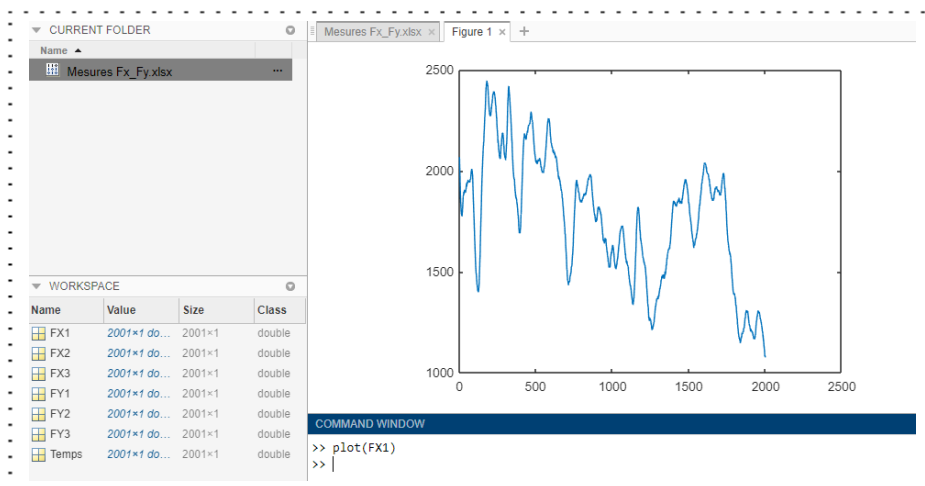 CURRENT FOLDER
Name
Mesures Fx_Fy.xlsx ...
WORKSPACE
Name Value Size Class
FX1 2001×1 do... 2001×1 double
FX2 2001×1 do... 2001×1 double
FX3 2001×1 do... 2001×1 double
FY1 2001×1 do... 2001×1 double
FY2 2001×1 do... 2001×1 double
FY3 2001×1 do... 2001×1 double
Temps 2001×1 do... 2001×1 double
Mesures Fx_Fy.xlsx × Figure 1 × +
2500
2000
1500
1000
0 500 1000 1500 2000 2500
COMMAND WINDOW
>> plot(FX1)
>>